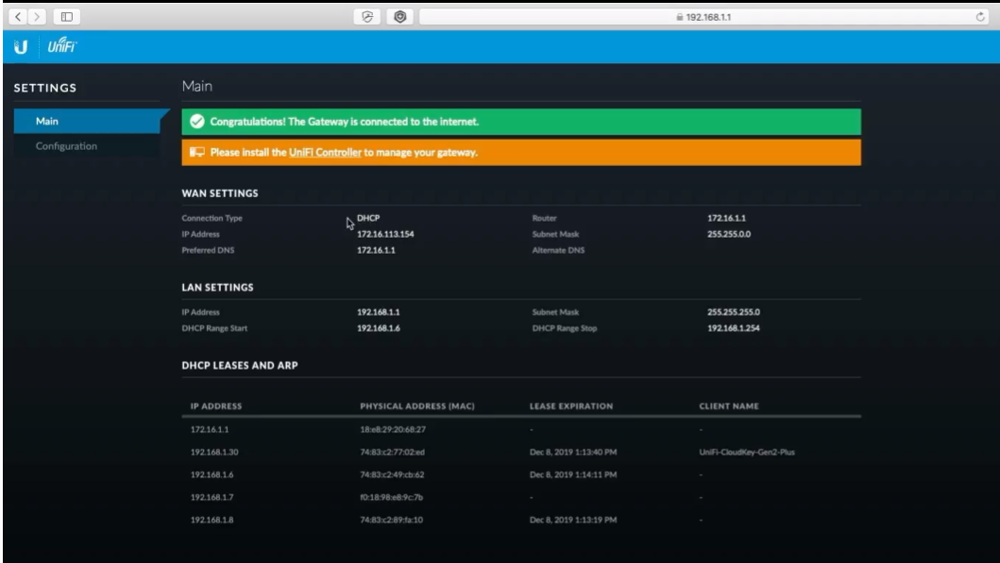 192.168.1.1
UniFi
SETTINGS
Main
Configuration
Main
Congratulations! The Gateway is connected to the internet.
Please install the UniFi Controller to manage your gateway.
WAN SETTINGS
Connection Type DHCP Router 172.16.1.1
IP Address 172.16.113.154 Subnet Mask 255.255.0.0
Preferred DNS 172.16.1.1 Alternate DNS
LAN SETTINGS
IP Address 192.168.1.1 Subnet Mask 255.255.255.0
DHCP Range Start 192.168.1.6 DHCP Range Stop 192.168.1.254
DHCP LEASES AND ARP
IP ADDRESS PHYSICAL ADDRESS (MAC) LEASE EXPIRATION CLIENT NAME
172.16.1.1 18:e8:29:20:68:27 - -
192.168.1.30 74:83:c2:77:02:ed Dec 8, 2019 1:13:40 PM UniFi-CloudKey-Gen2-Plus
192.168.1.6 74:83:c2:49:cb:62 Dec 8, 2019 1:14:11 PM -
192.168.1.7 f0:18:98:e8:9c:7b - -
192.168.1.8 74:83:c2:89:fa:10 Dec 8, 2019 1:13:19 PM -